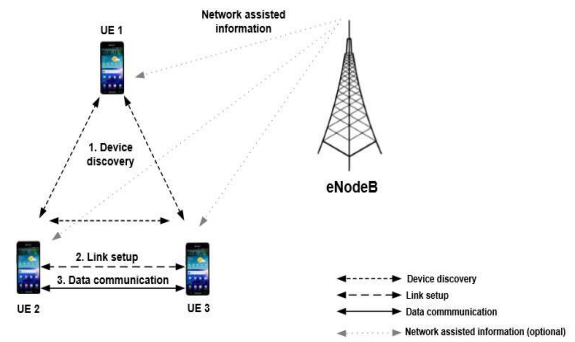 Network assisted
information
UE 1
1. Device
discovery
eNodeB
2. Link setup
3. Data communication
UE 2
UE 3
Device discovery
Link setup
Data commmunication
Network assisted information (optional)